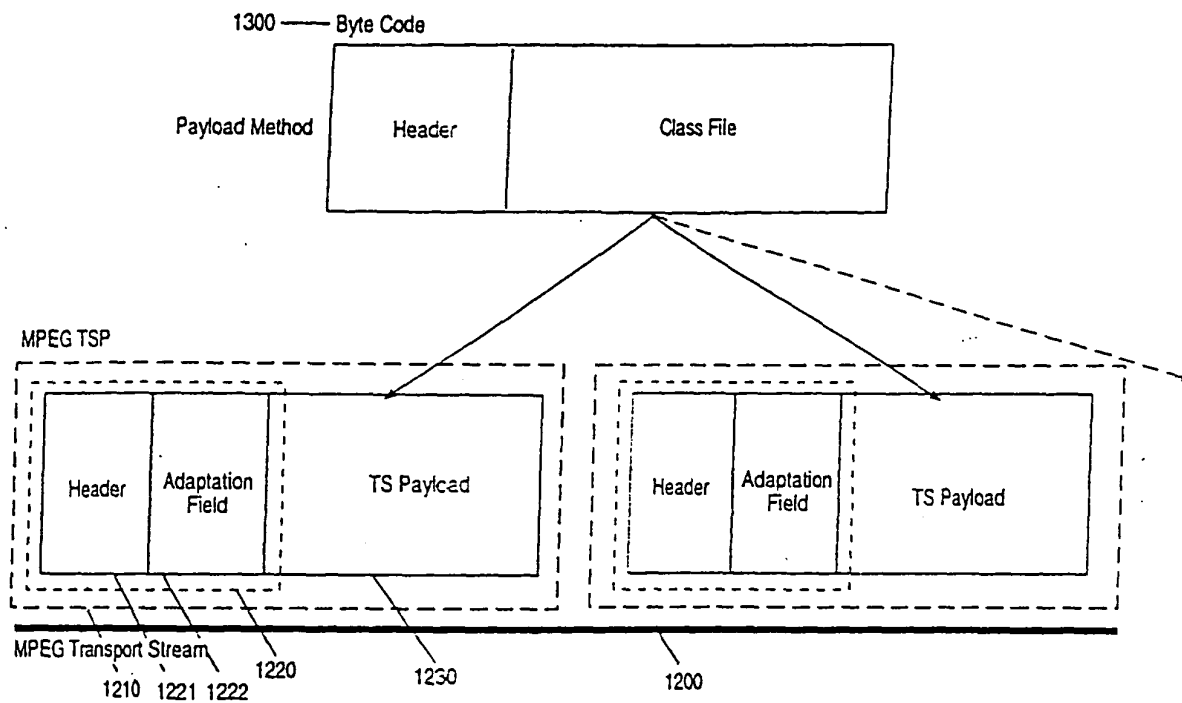 1300 Byte Code
Payload Method
Header
Class File
MPEG TSP
Header
Adaptation
Field
TS Payload
Header
Adaptation
Field
TS Payload
MPEG Transport Stream
1210
1221
1222
1220
1230
1200